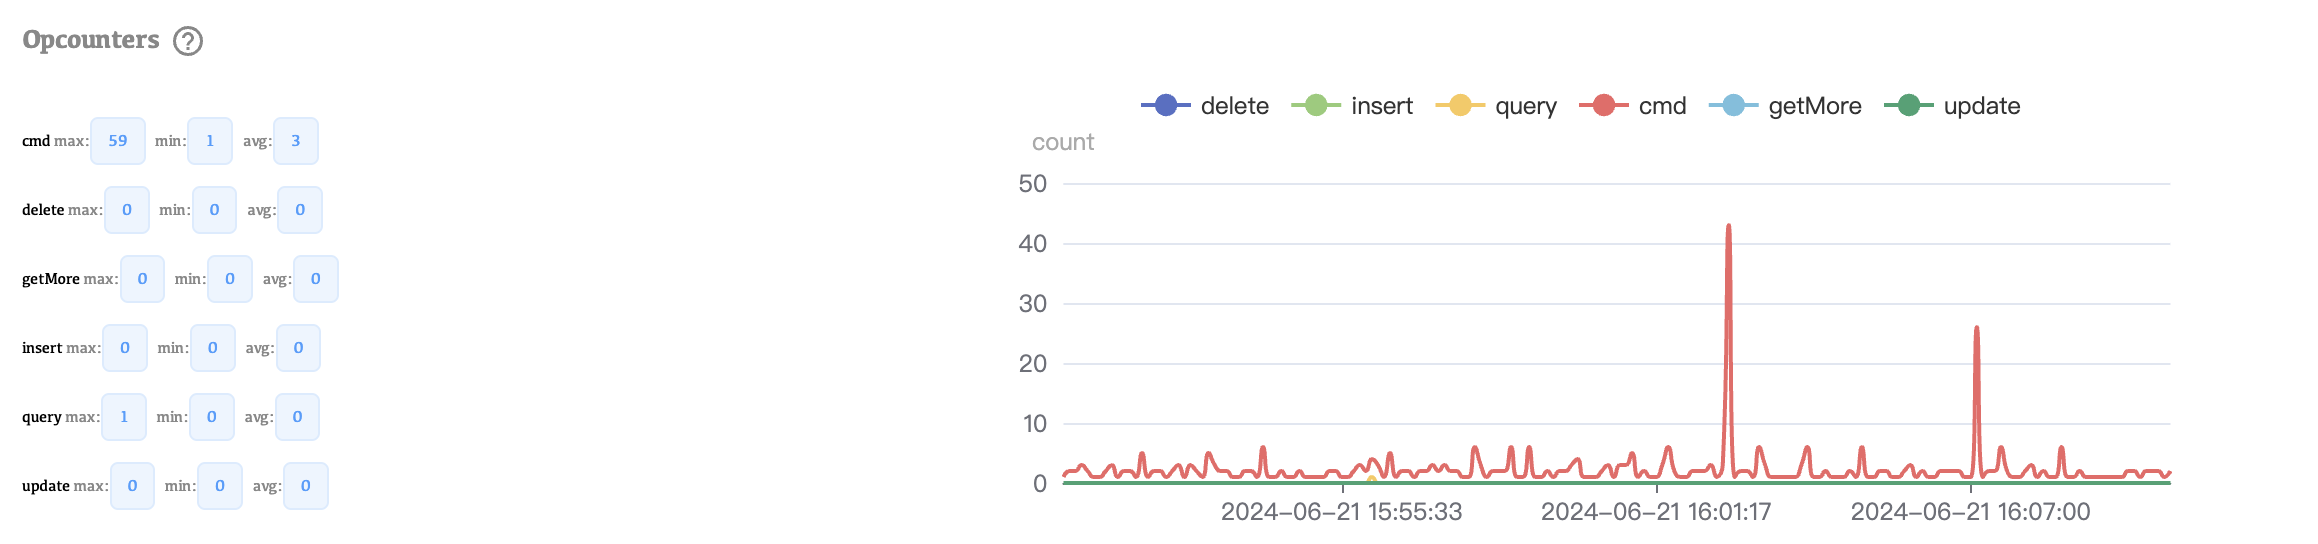 Opcounters ?
cmd max: 59 min: 1 avg: 3
delete max: 0 min: 0 avg: 0
getMore max: 0 min: 0 avg: 0
insert max: 0 min: 0 avg: 0
query max: 1 min: 0 avg: 0
update max: 0 min: 0 avg: 0
delete insert query cmd getMore update
count
50
40
30
20
10
0
2024-06-21 15:55:33 2024-06-21 16:01:17 2024-06-21 16:07:00